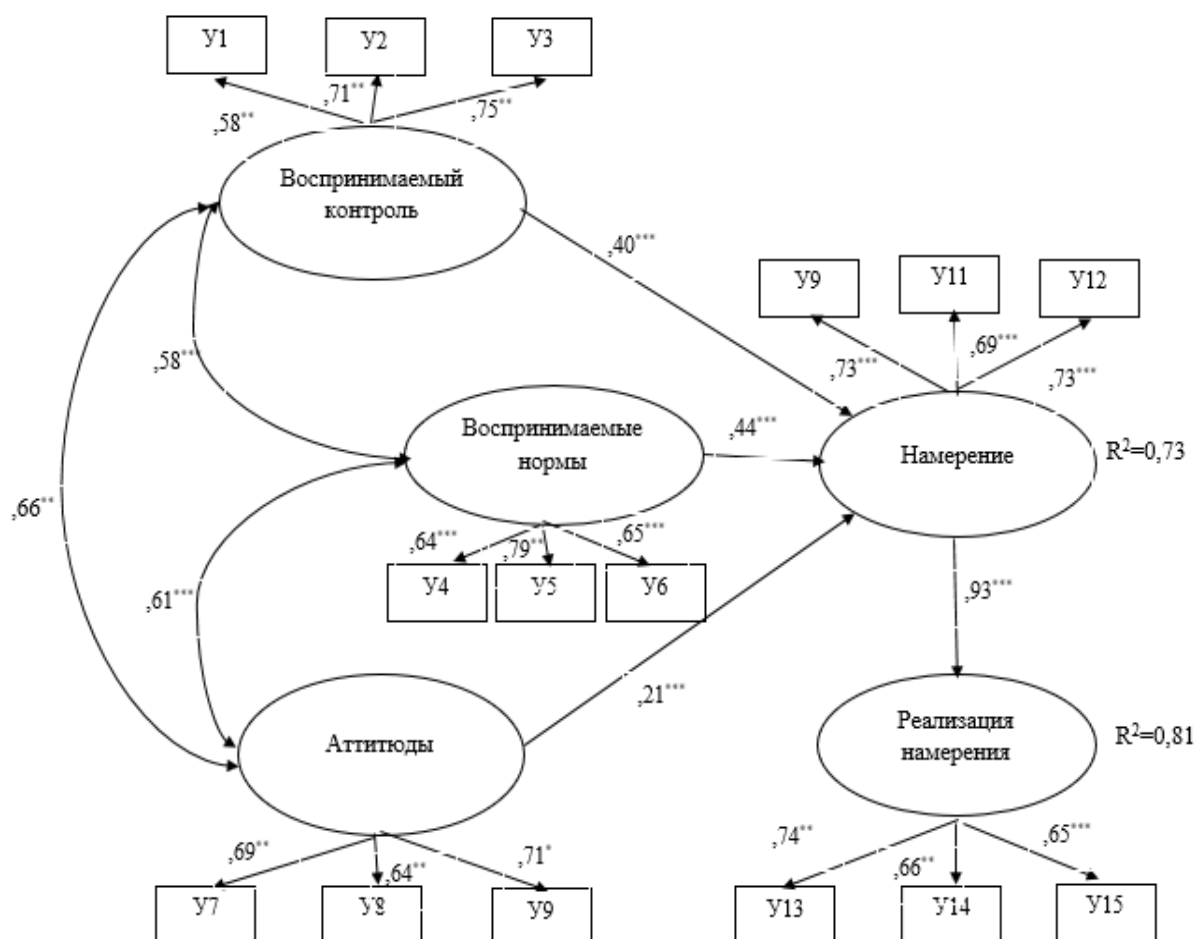 У1
У2
У3
,58**
,71**
,75**
Воспринимаемый
контроль
,40***
У9
У11
У12
,73***
,69***
,73***
,58***
Воспринимаемые
нормы
,44***
Намерение
R²=0,73
,66**
,64***
,79**
,65***
У4
У5
У6
,61***
,93***
,21***
Аттитюды
Реализация
намерения
R²=0,81
,69**
,64**
,71*
,74**
,66**
,65***
У7
У8
У9
У13
У14
У15